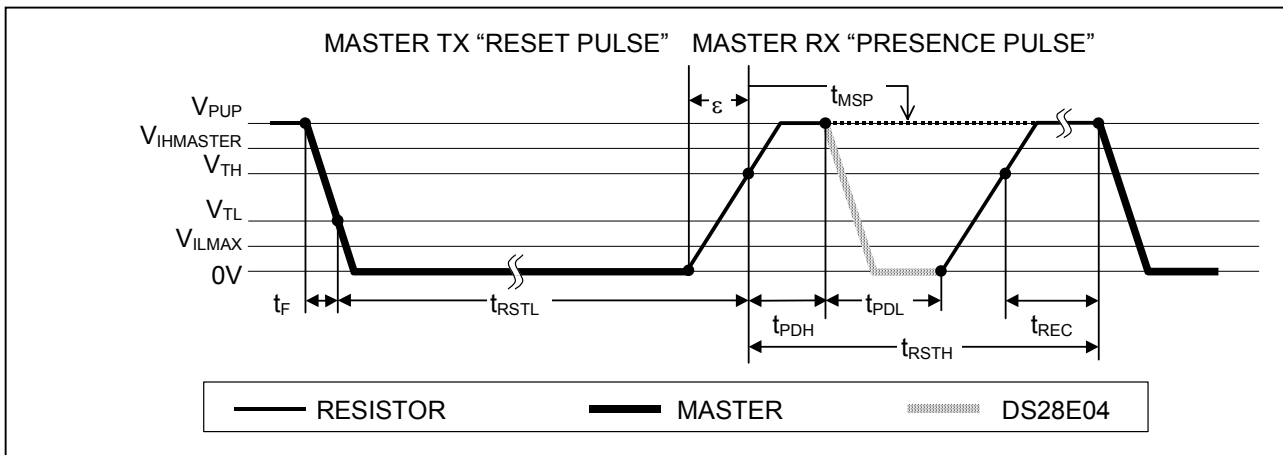 MASTER TX “RESET PULSE” MASTER RX “PRESENCE PULSE”
ε
tMSP
VPUP
VIHMASTER
VTH
VTL
VILMAX
0V
tF
tRSTL
tPDH
tPDL
tREC
tRSTH
RESISTOR MASTER DS28E04